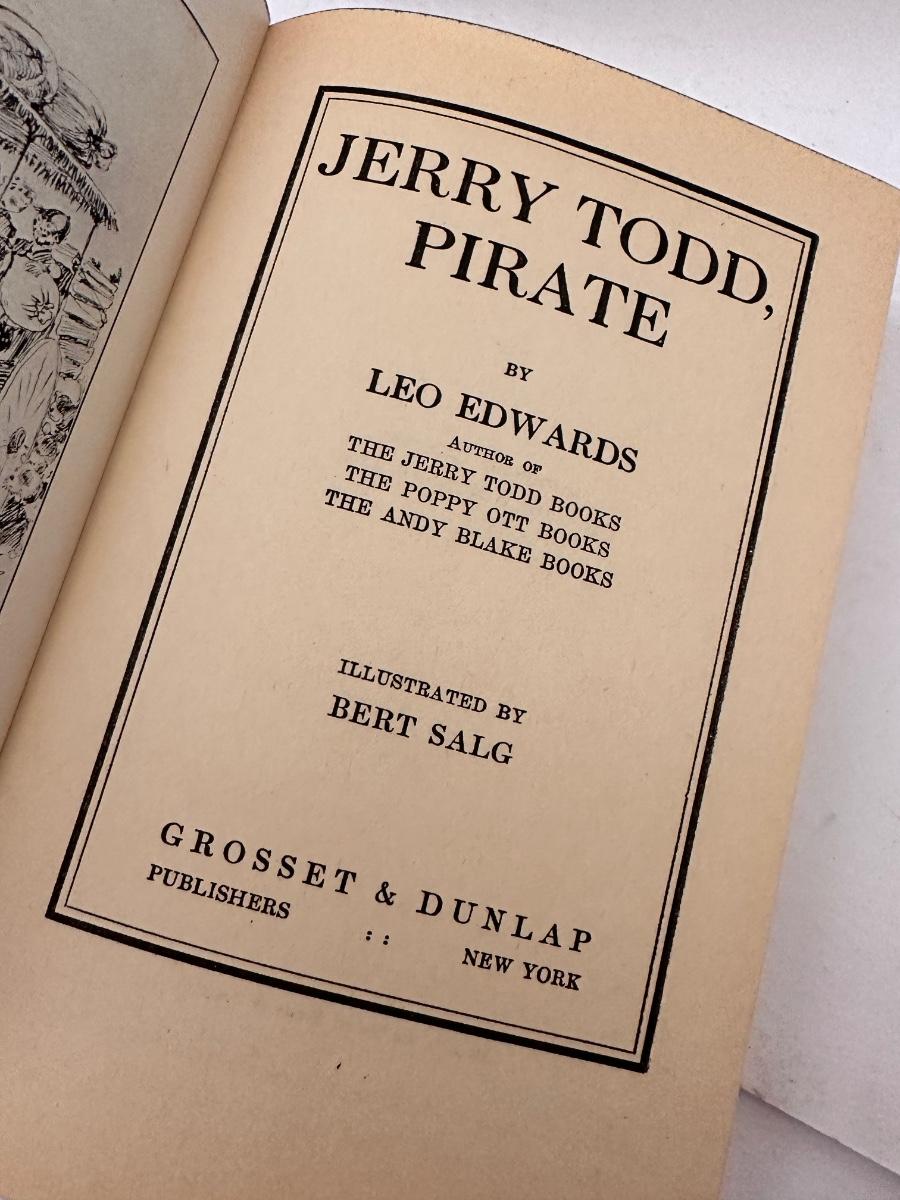 JERRY TODD,
PIRATE
BY
LEO EDWARDS
AUTHOR OF
THE JERRY TODD BOOKS
THE POPPY OTT BOOKS
THE ANDY BLAKE BOOKS
ILLUSTRATED BY
BERT SALG
GROSSET & DUNLAP
PUBLISHERS : : NEW YORK